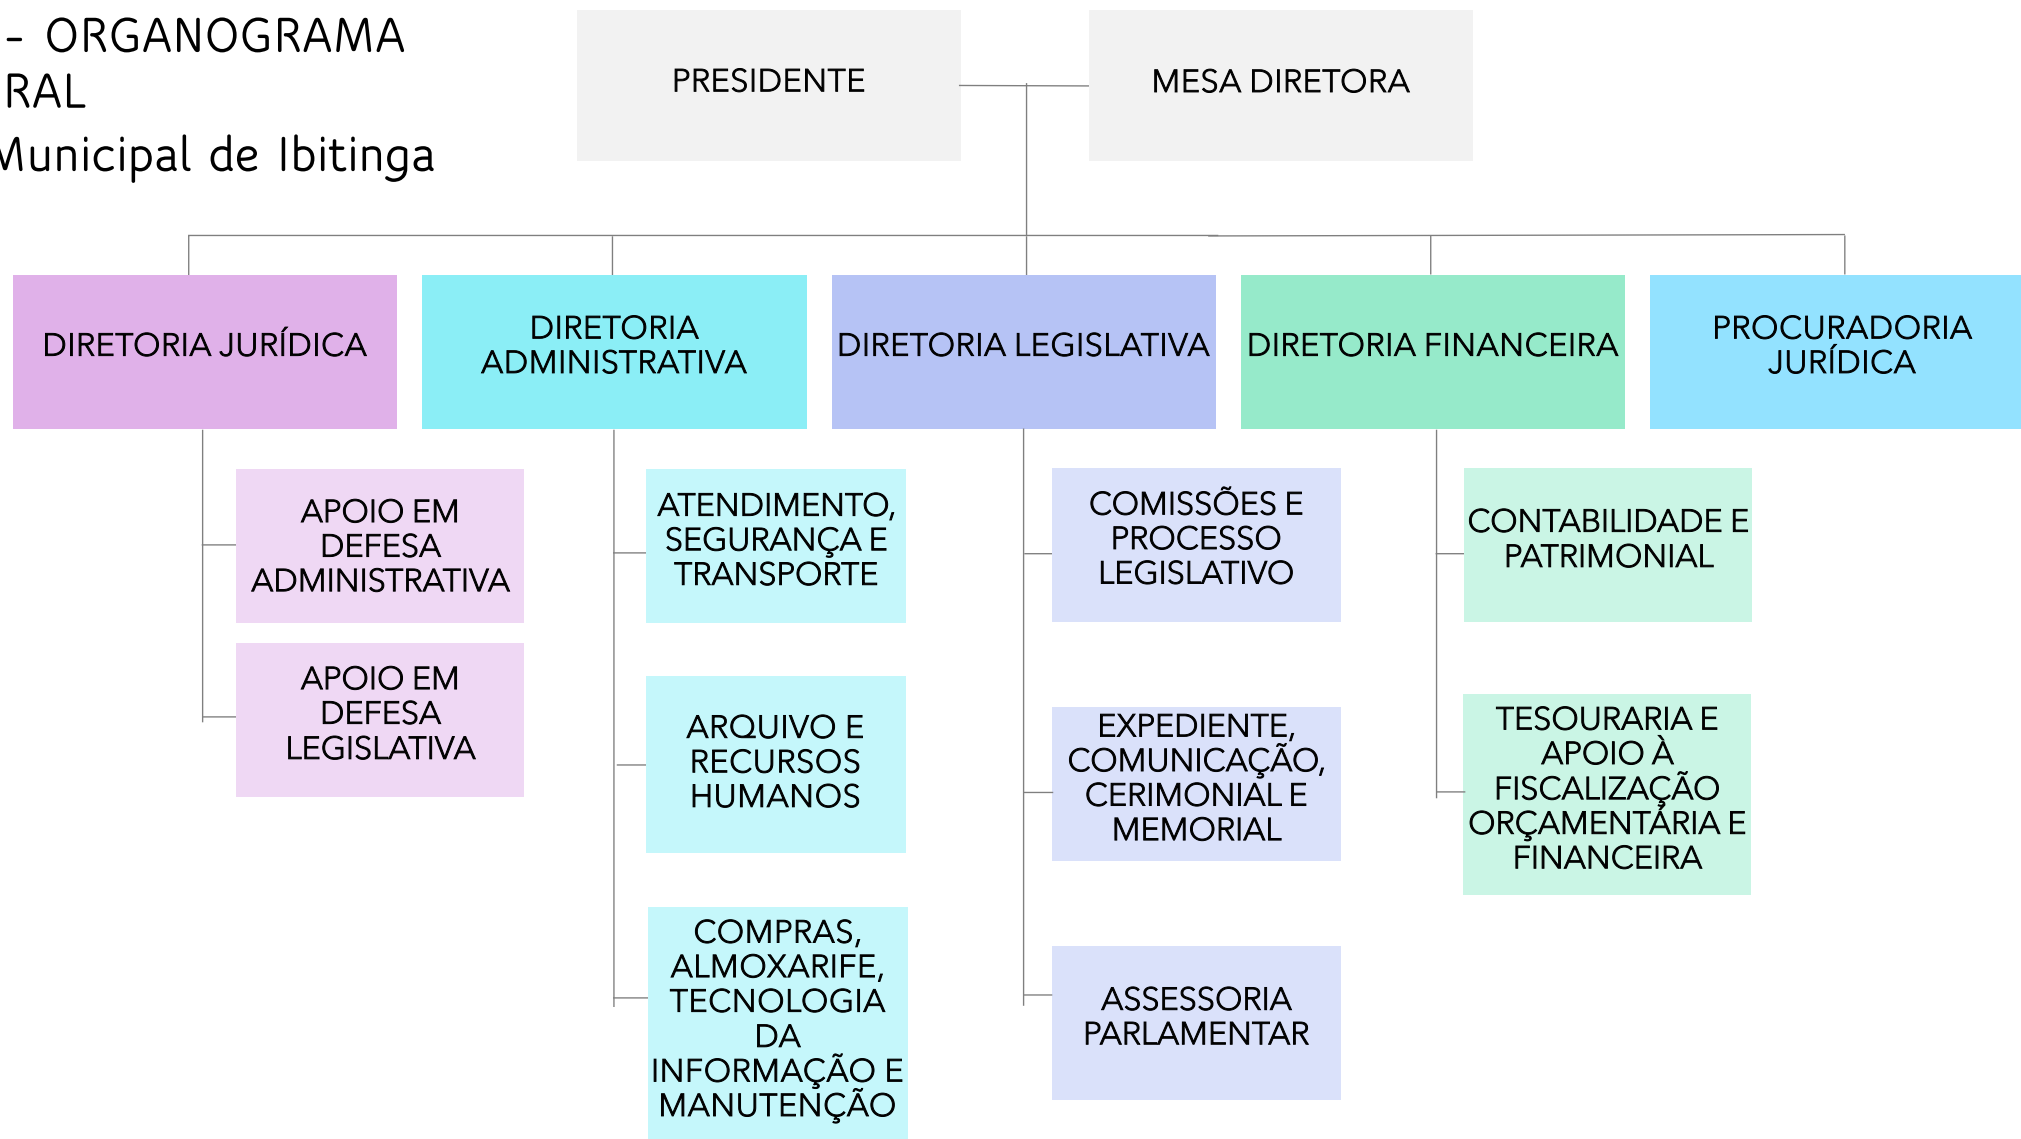 - ORGANOGRAMA
RAL
Municipal de Ibitinga
PRESIDENTE
MESA DIRETORA
DIRETORIA JURÍDICA
DIRETORIA
ADMINISTRATIVA
DIRETORIA LEGISLATIVA
DIRETORIA FINANCEIRA
PROCURADORIA
JURÍDICA
APOIO EM
DEFESA
ADMINISTRATIVA
APOIO EM
DEFESA
LEGISLATIVA
ATENDIMENTO,
SEGURANÇA E
TRANSPORTE
ARQUIVO E
RECURSOS
HUMANOS
COMPRAS,
ALMOXARIFE,
TECNOLOGIA
DA
INFORMAÇÃO E
MANUTENÇÃO
COMISSÕES E
PROCESSO
LEGISLATIVO
EXPEDIENTE,
COMUNICAÇÃO,
CERIMONIAL E
MEMORIAL
ASSESSORIA
PARLAMENTAR
CONTABILIDADE E
PATRIMONIAL
TESOURARIA E
APOIO À
FISCALIZAÇÃO
ORÇAMENTÁRIA E
FINANCEIRA